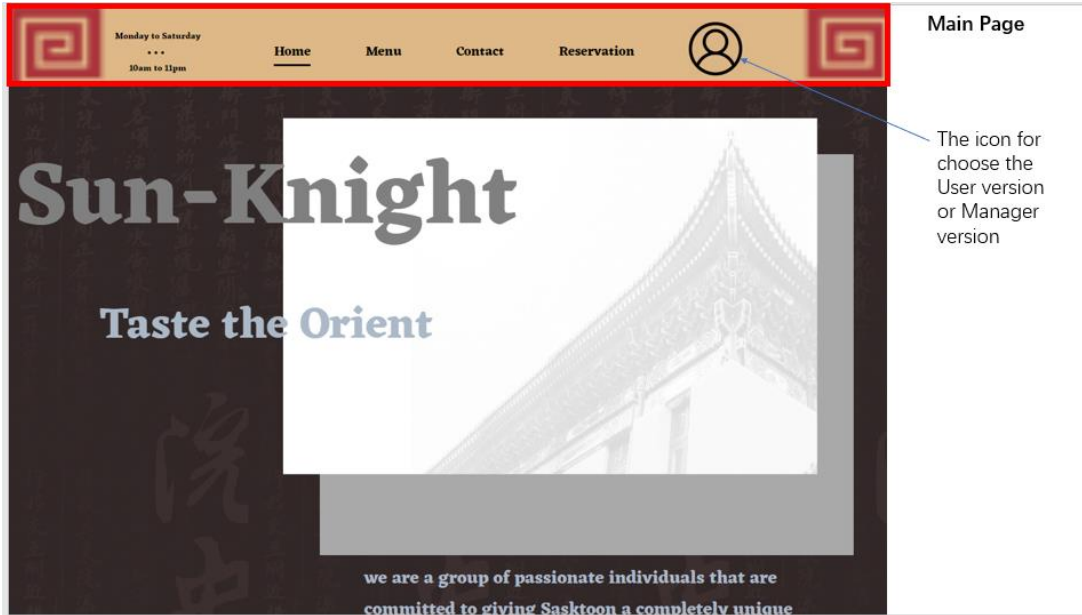 Main Page
Monday to Saturday
• • •
10am to 11pm
Home
Menu
Contact
Reservation
The icon for
choose the
User version
or Manager
version
Sun-Knight
Taste the Orient
院
史
we are a group of passionate individuals that are
committed to giving Sasktoon a completely unique